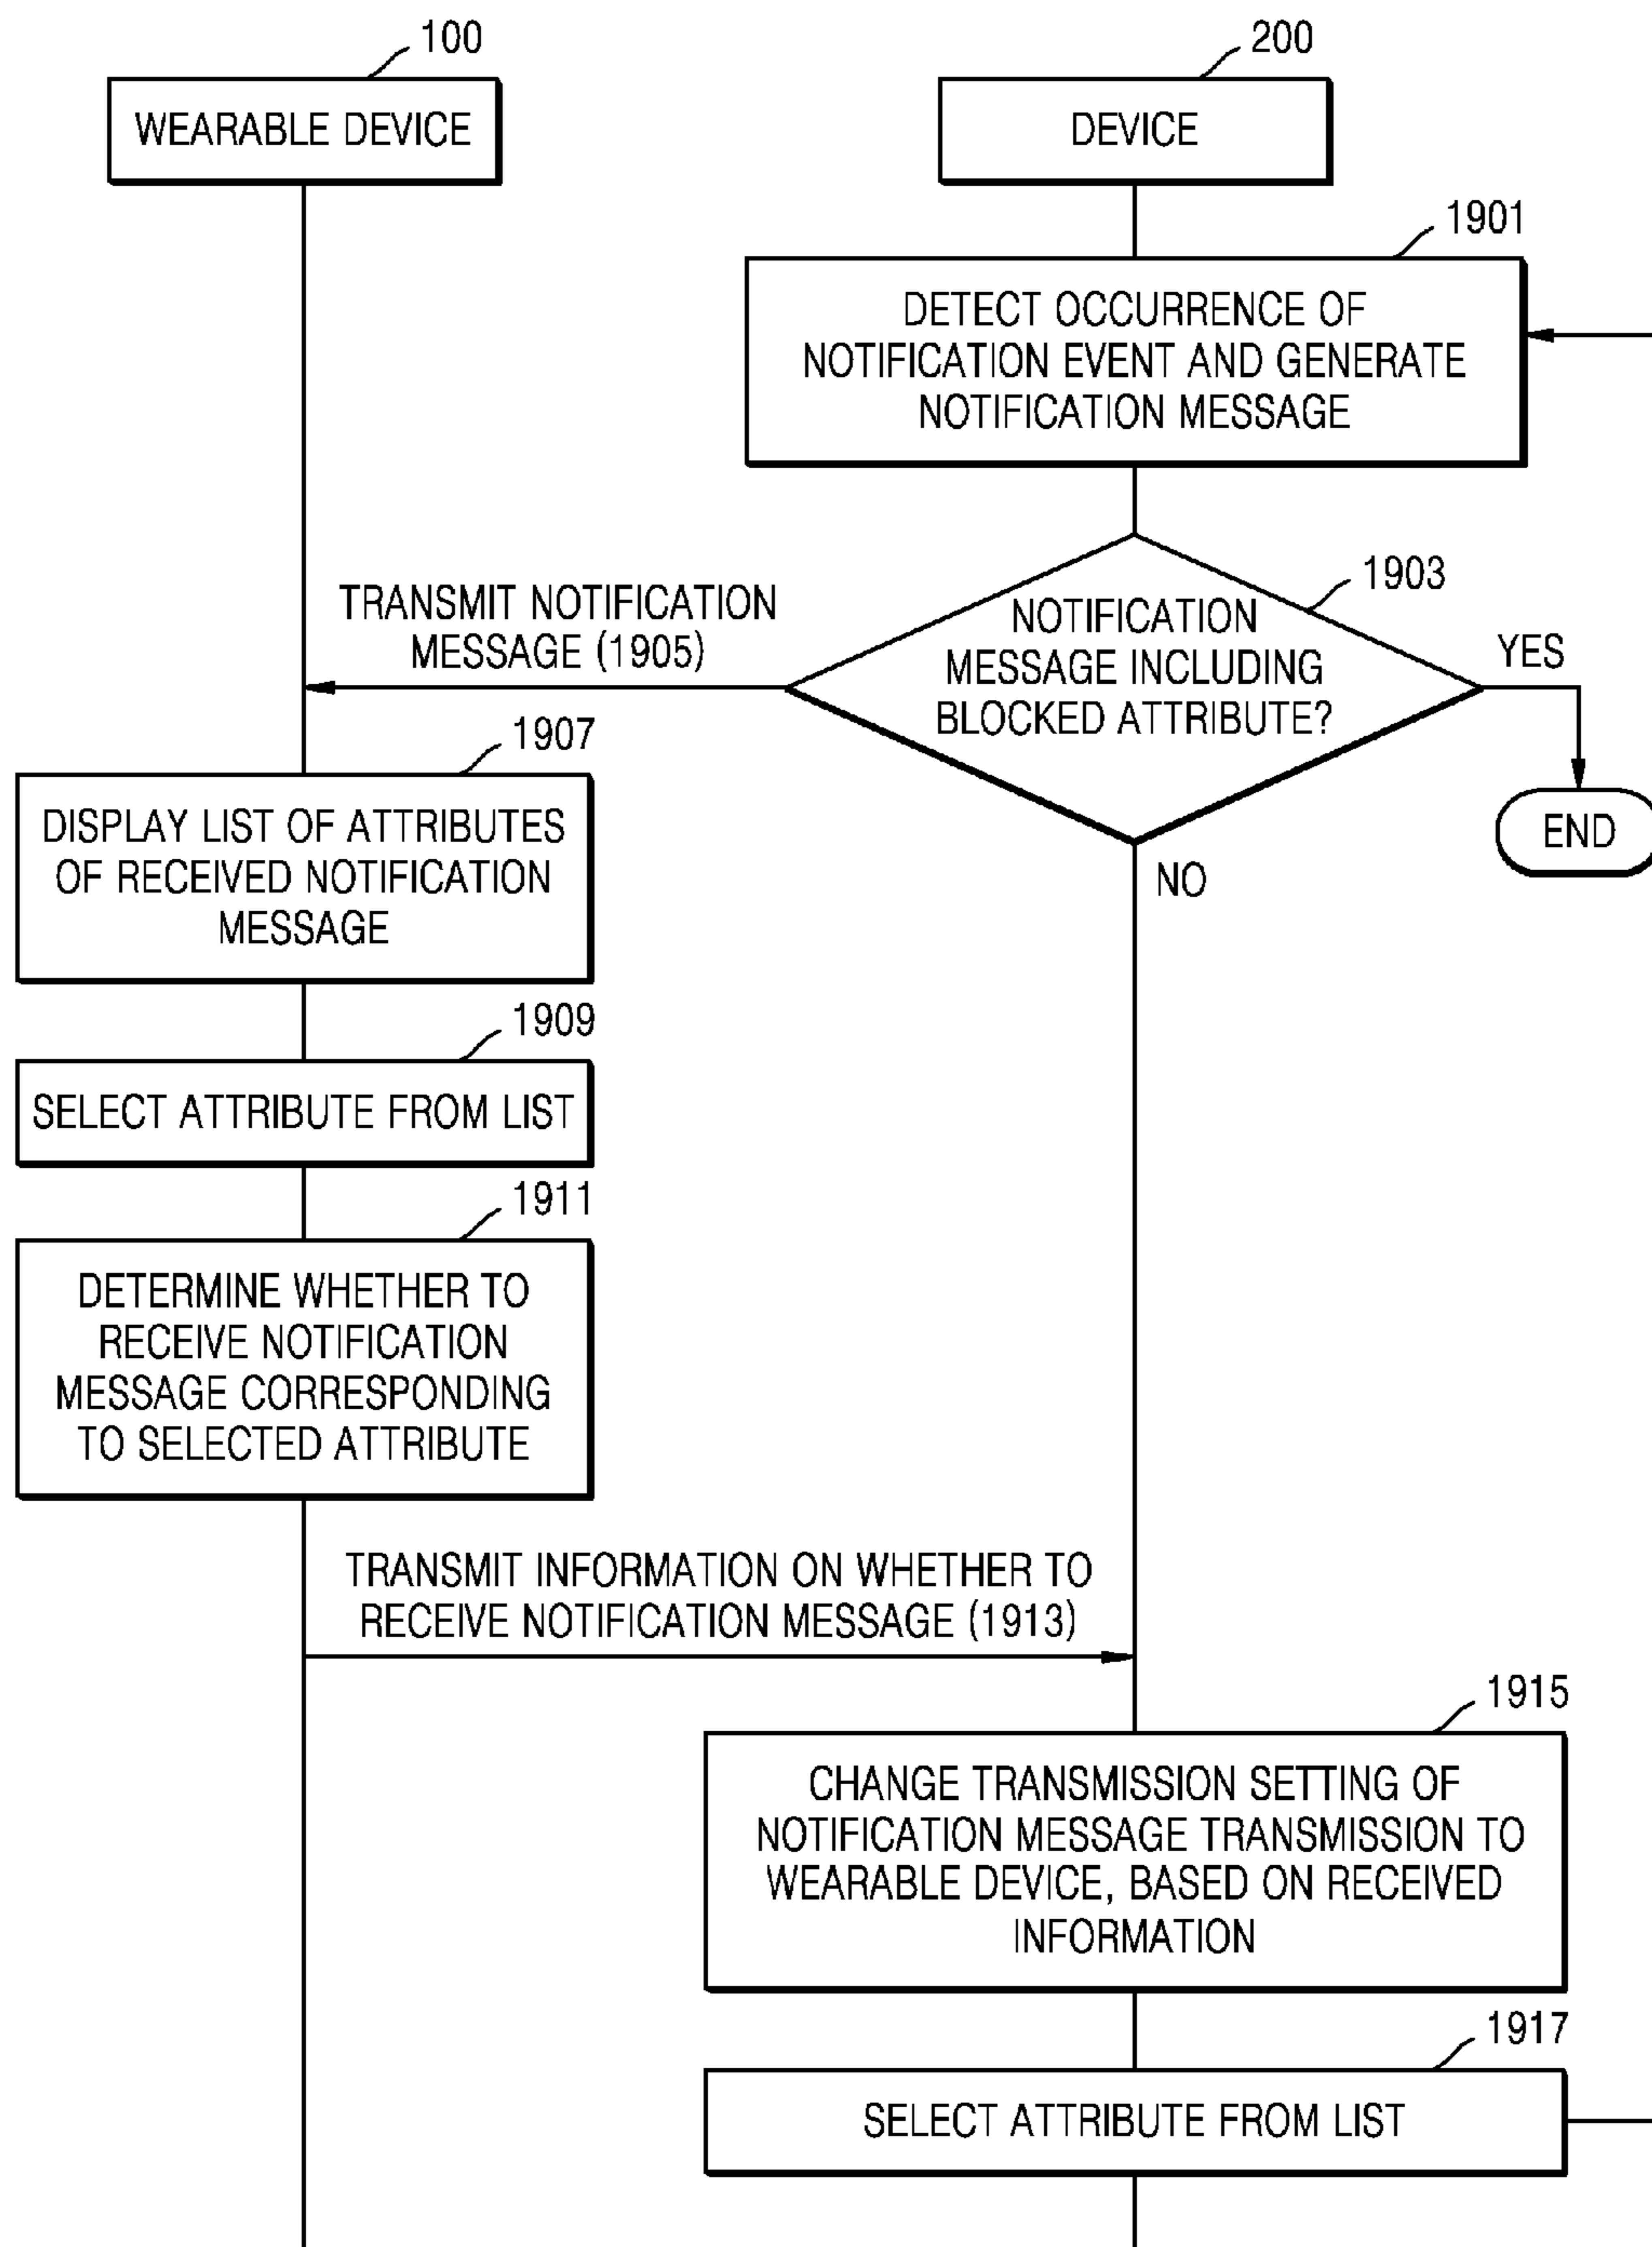 100
200
WEARABLE DEVICE
DEVICE
1901
DETECT OCCURRENCE OF
NOTIFICATION EVENT AND GENERATE
NOTIFICATION MESSAGE
1903
NOTIFICATION
MESSAGE INCLUDING
BLOCKED ATTRIBUTE?
YES
END
NO
TRANSMIT NOTIFICATION
MESSAGE (1905)
1907
DISPLAY LIST OF ATTRIBUTES
OF RECEIVED NOTIFICATION
MESSAGE
1909
SELECT ATTRIBUTE FROM LIST
1911
DETERMINE WHETHER TO
RECEIVE NOTIFICATION
MESSAGE CORRESPONDING
TO SELECTED ATTRIBUTE
TRANSMIT INFORMATION ON WHETHER TO
RECEIVE NOTIFICATION MESSAGE (1913)
1915
CHANGE TRANSMISSION SETTING OF
NOTIFICATION MESSAGE TRANSMISSION TO
WEARABLE DEVICE, BASED ON RECEIVED
INFORMATION
1917
SELECT ATTRIBUTE FROM LIST